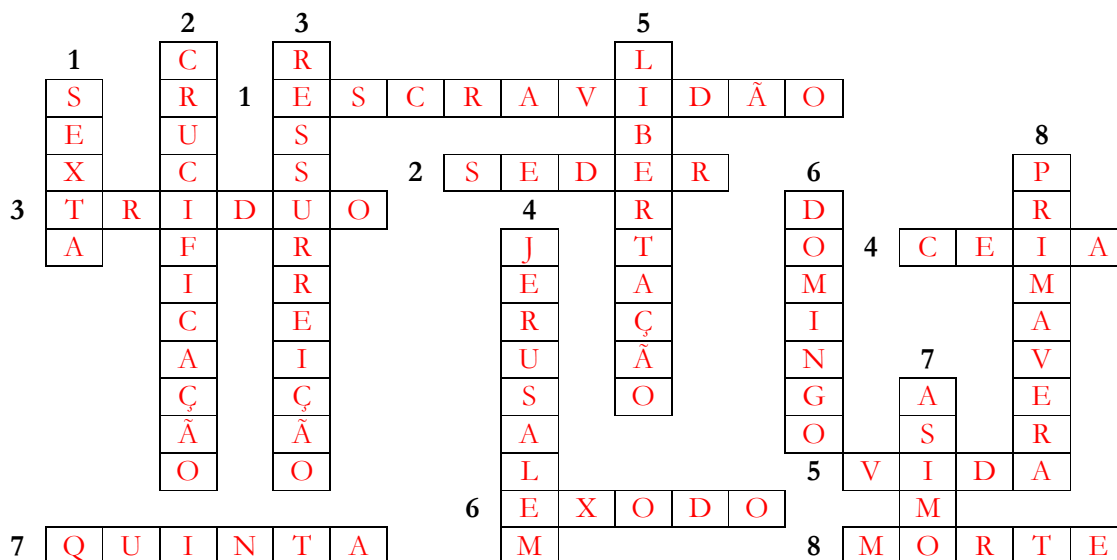 2 3 5
1 C R L
S R 1 E S C R A V I D Ã O
E U S B 8
X C S 2 S E D E R 6 P
3 T R I D U O 4 R D R
A F R J T O 4 C E I A
I R E A M M
C E R Ç I A
A I U Ã N 7 V
Ç Ç S O G A E
Ã Ã A O S R
O O L 5 V I D A
6 E X O D O M
7 Q U I N T A M 8 M O R T E